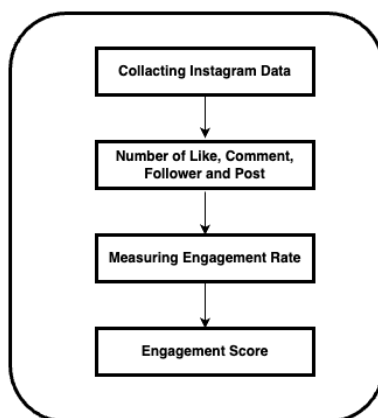 Collacting Instagram Data
Number of Like, Comment,
Follower and Post
Measuring Engagement Rate
Engagement Score